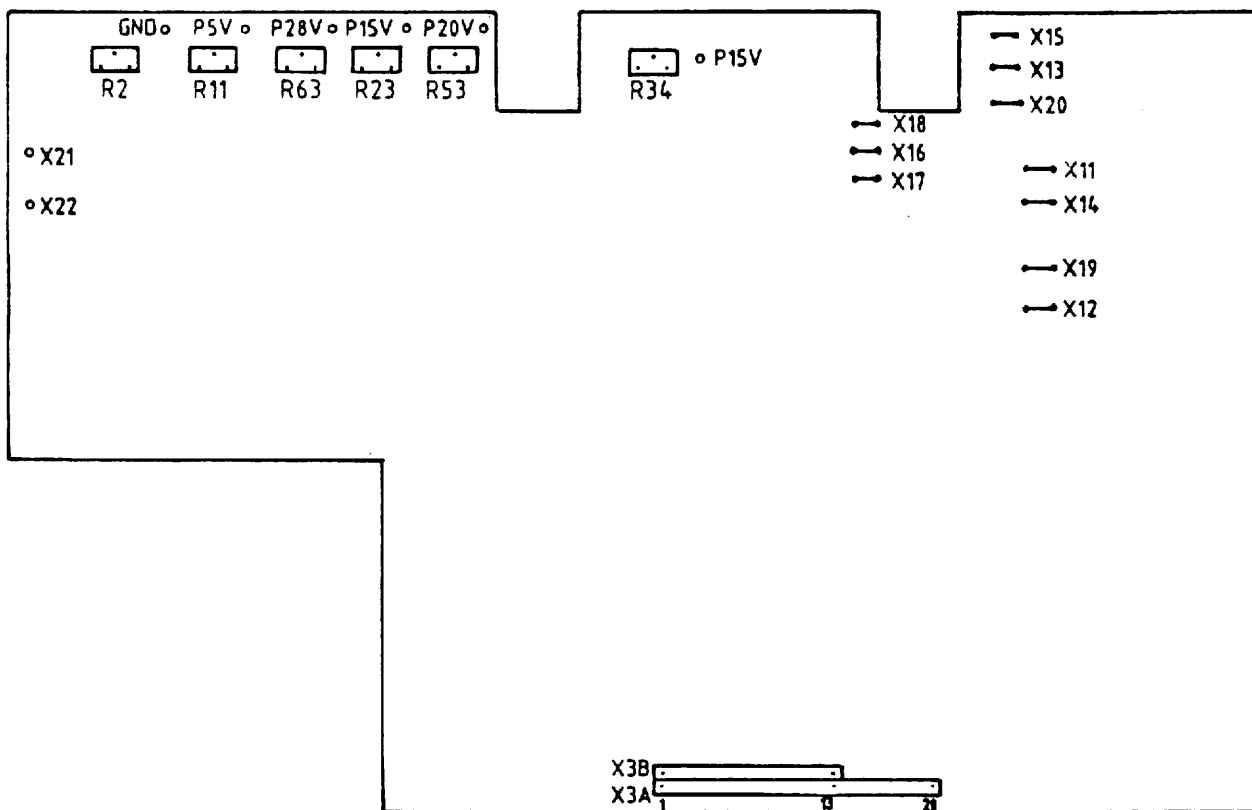 GND P5V P28V P15V P20V
R2 R11 R63 R23 R53
R34 P15V
X15
X13
X20
X18
X16
X17
X11
X14
X19
X12
X21
X22
X3B
X3A
1 13